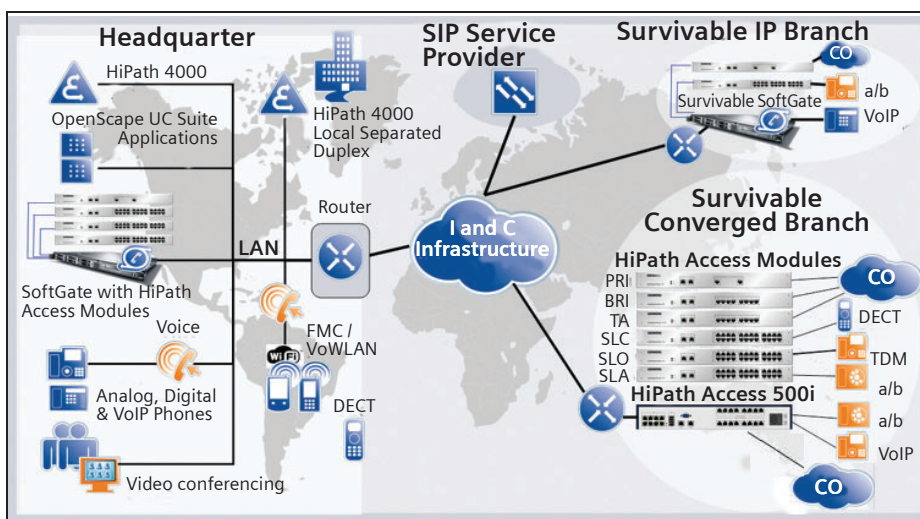 Headquarter
HiPath 4000
OpenScape UC Suite
Applications
HiPath 4000
Local Separated
Duplex
LAN
Router
SoftGate with HiPath
Access Modules
Voice
Analog, Digital
& VoIP Phones
FMC /
VoWLAN
WiFi
DECT
Video conferencing
SIP Service
Provider
I and C
Infrastructure
Survivable IP Branch
CO
a/b
Survivable SoftGate
VoIP
Survivable
Converged Branch
HiPath Access Modules
PRI
BRI
TA
SLC
SLO
SLA
CO
DECT
TDM
a/b
HiPath Access 500i
a/b
VoIP
CO